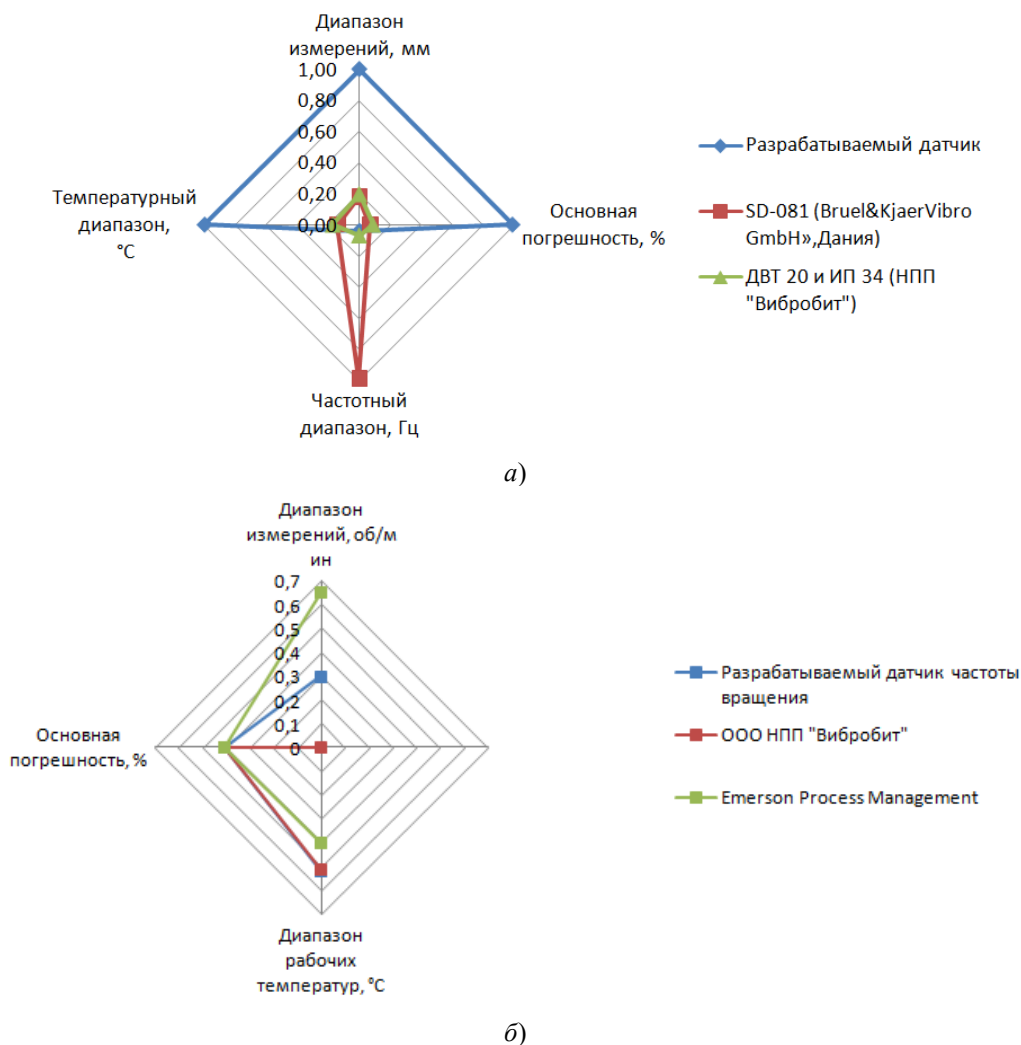 Диапазон
измерений, мм
1,00
0,80
0,60
0,40
0,20
0,00
Температурный
диапазон,
°C
Основная
погрешность, %
Частотный
диапазон, Гц
Разрабатываемый датчик
SD-081 (Bruel&KjaerVibro
GmbH»,Дания)
ДВТ 20 и ИП 34 (НПП
"Вибробит")
а)
Диапазон
измерений, об/м
ин
0,7
0,6
0,5
0,4
0,3
0,2
0,1
0
Основная
погрешность, %
Диапазон
рабочих
температур, °C
Разрабатываемый датчик частоты
вращения
ООО НПП "Вибробит"
Emerson Process Management
б)